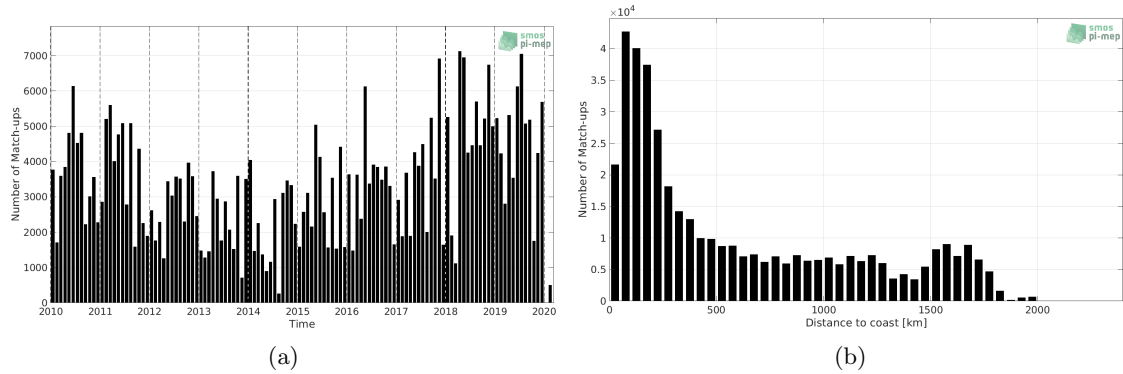 smos
pi-mep
Number of Match-ups
7000
6000
5000
4000
3000
2000
1000
0
2010 2011 2012 2013 2014 2015 2016 2017 2018 2019 2020
Time
(a)
×10⁴
smos
pi-mep
Number of Match-ups
4
3.5
3
2.5
2
1.5
1
0.5
0
0 500 1000 1500 2000
Distance to coast [km]
(b)